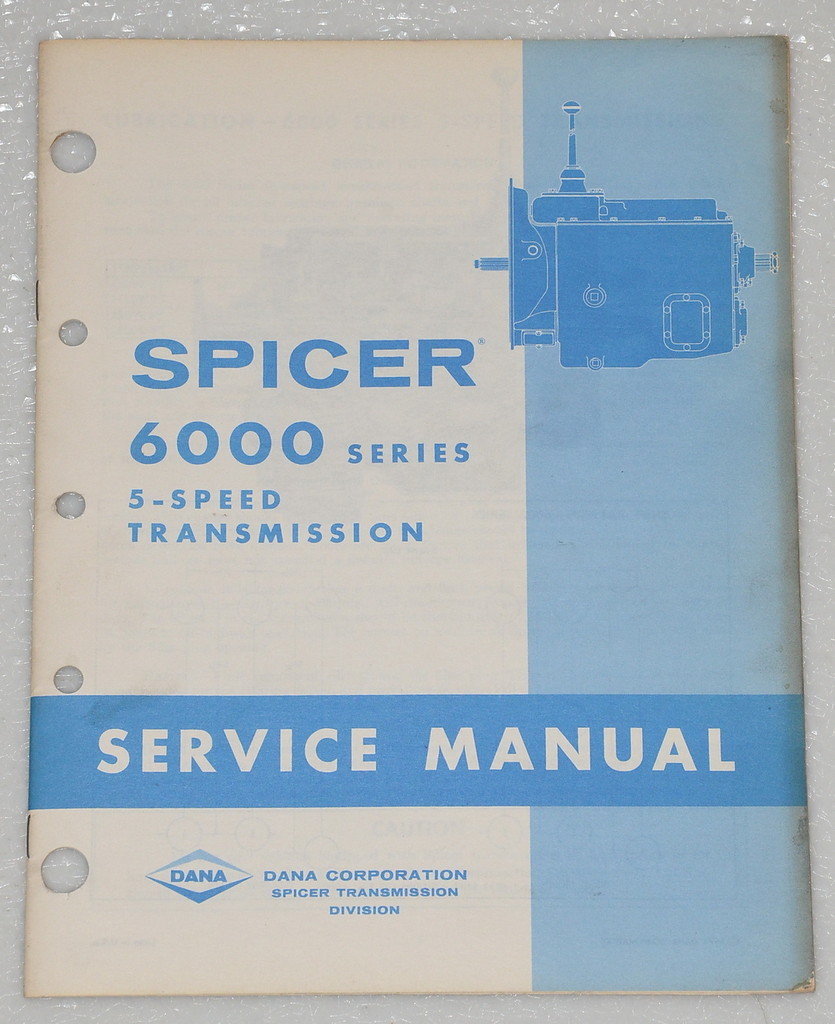 SPICER®
6000 SERIES
5-SPEED
TRANSMISSION
SERVICE MANUAL
DANA
DANA CORPORATION
SPICER TRANSMISSION
DIVISION